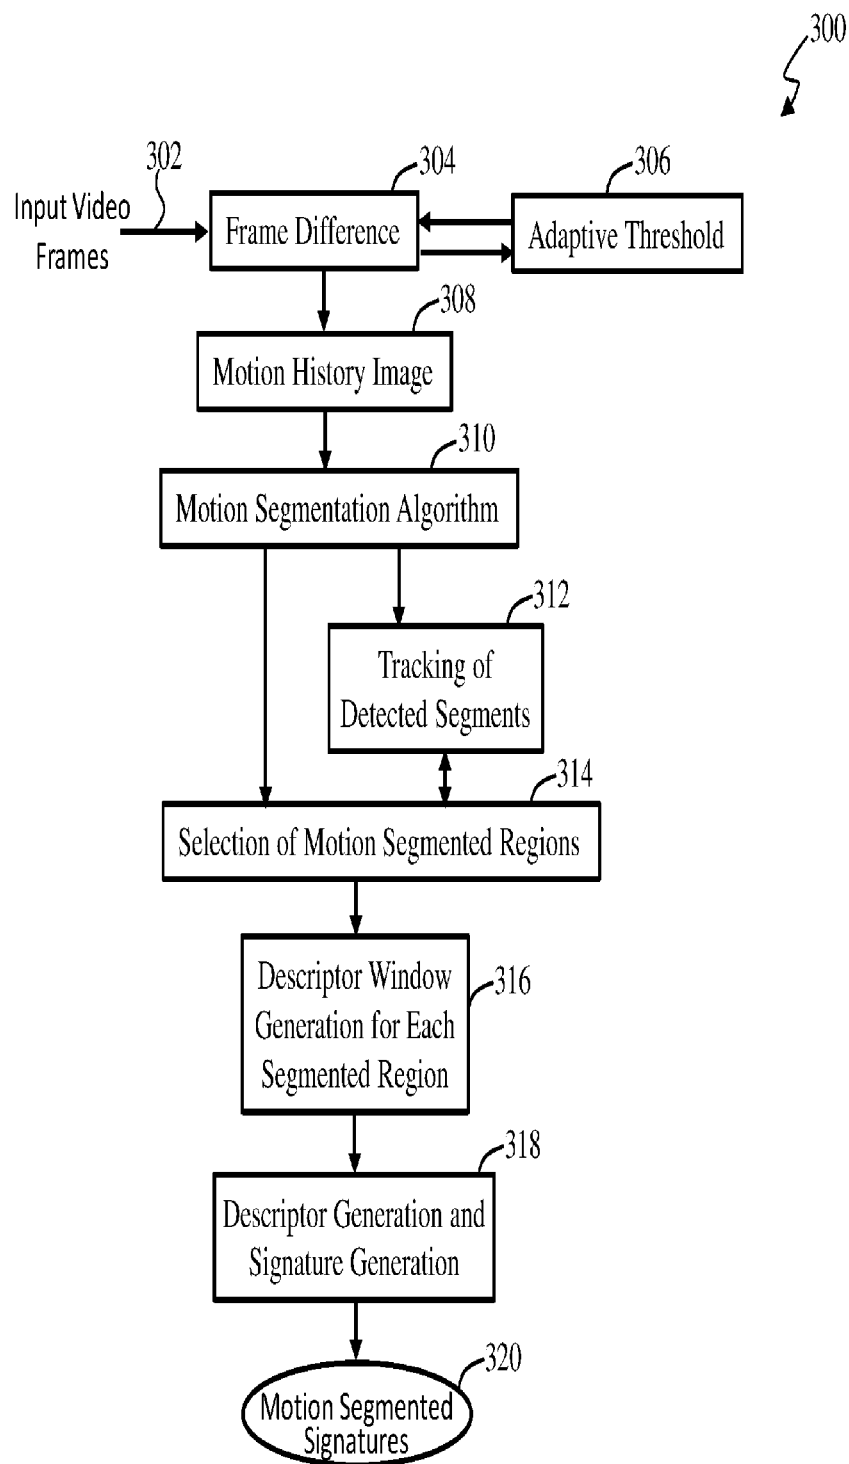 300
302
304
306
Input Video
Frames
Frame Difference
Adaptive Threshold
308
Motion History Image
310
Motion Segmentation Algorithm
312
Tracking of
Detected Segments
314
Selection of Motion Segmented Regions
316
Descriptor Window
Generation for Each
Segmented Region
318
Descriptor Generation and
Signature Generation
320
Motion Segmented
Signatures